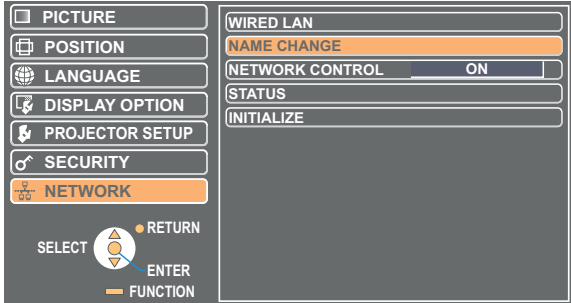 PICTURE
POSITION
LANGUAGE
DISPLAY OPTION
PROJECTOR SETUP
SECURITY
NETWORK
RETURN
SELECT
ENTER
FUNCTION
WIRED LAN
NAME CHANGE
NETWORK CONTROL ON
STATUS
INITIALIZE